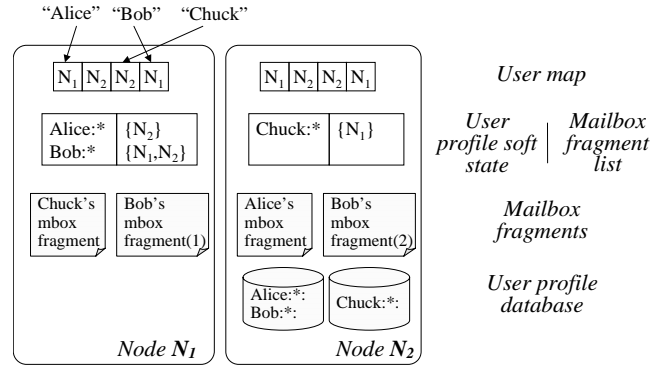 “Alice” “Bob” “Chuck”
N1 N2 N2 N1
N1 N2 N2 N1
User map
Alice:* {N2}
Bob:* {N1,N2}
Chuck:* {N1}
User profile soft state
Mailbox fragment list
Chuck's
mbox
fragment
Bob's
mbox
fragment(1)
Alice's
mbox
fragment
Bob's
mbox
fragment(2)
Mailbox
fragments
Alice:*:
Bob:*:
Chuck:*:
User profile
database
Node N1
Node N2